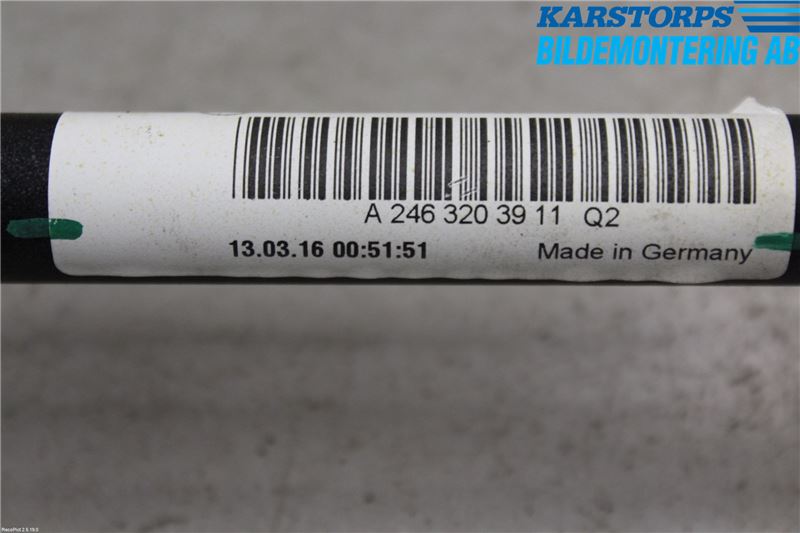 KARSTORPS
BILDEMONTERING AB
A 246 320 39 11 Q2
13.03.16 00:51:51
Made in Germany